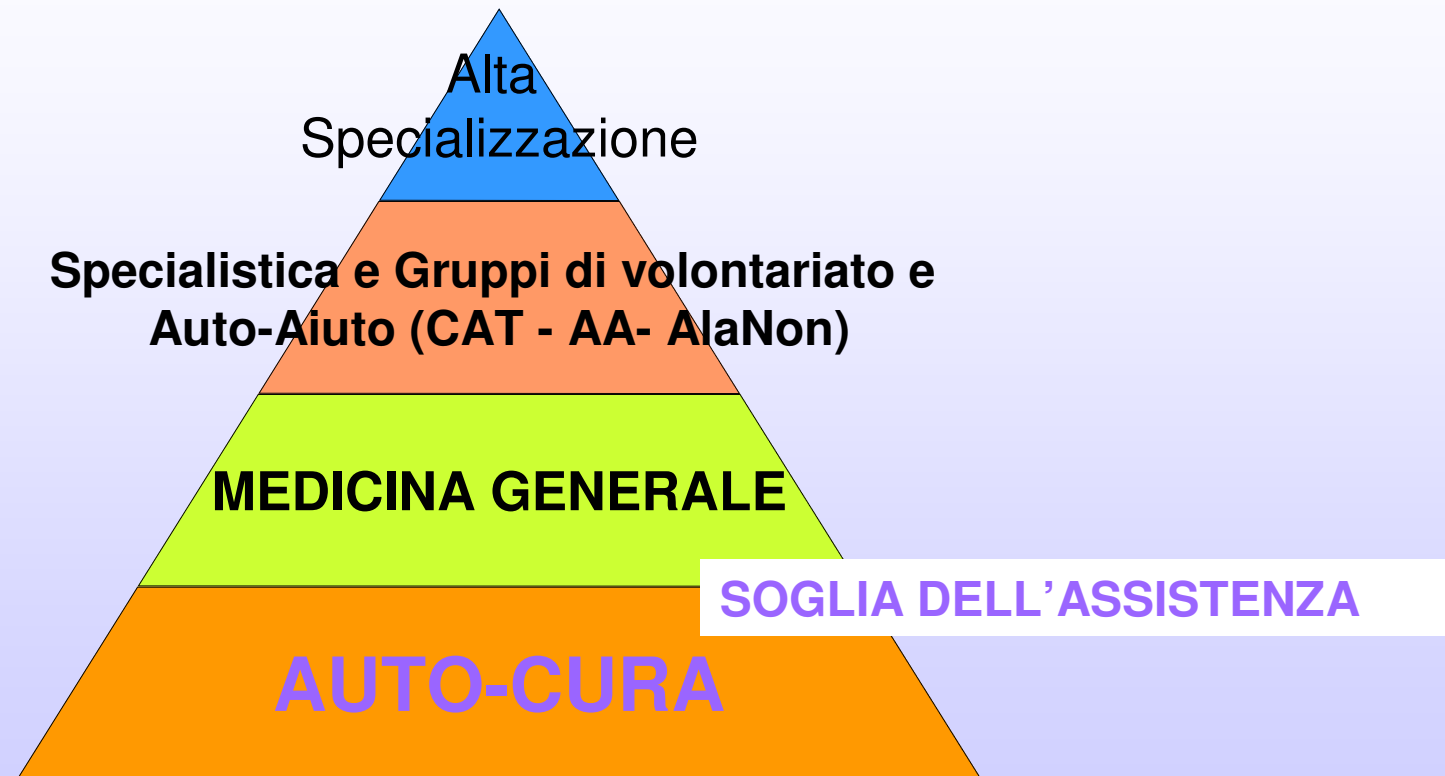 Alta
Specializzazione
Specialistica e Gruppi di volontariato e
Auto-Aiuto (CAT - AA- AlaNon)
MEDICINA GENERALE
SOGLIA DELL’ASSISTENZA
AUTO-CURA